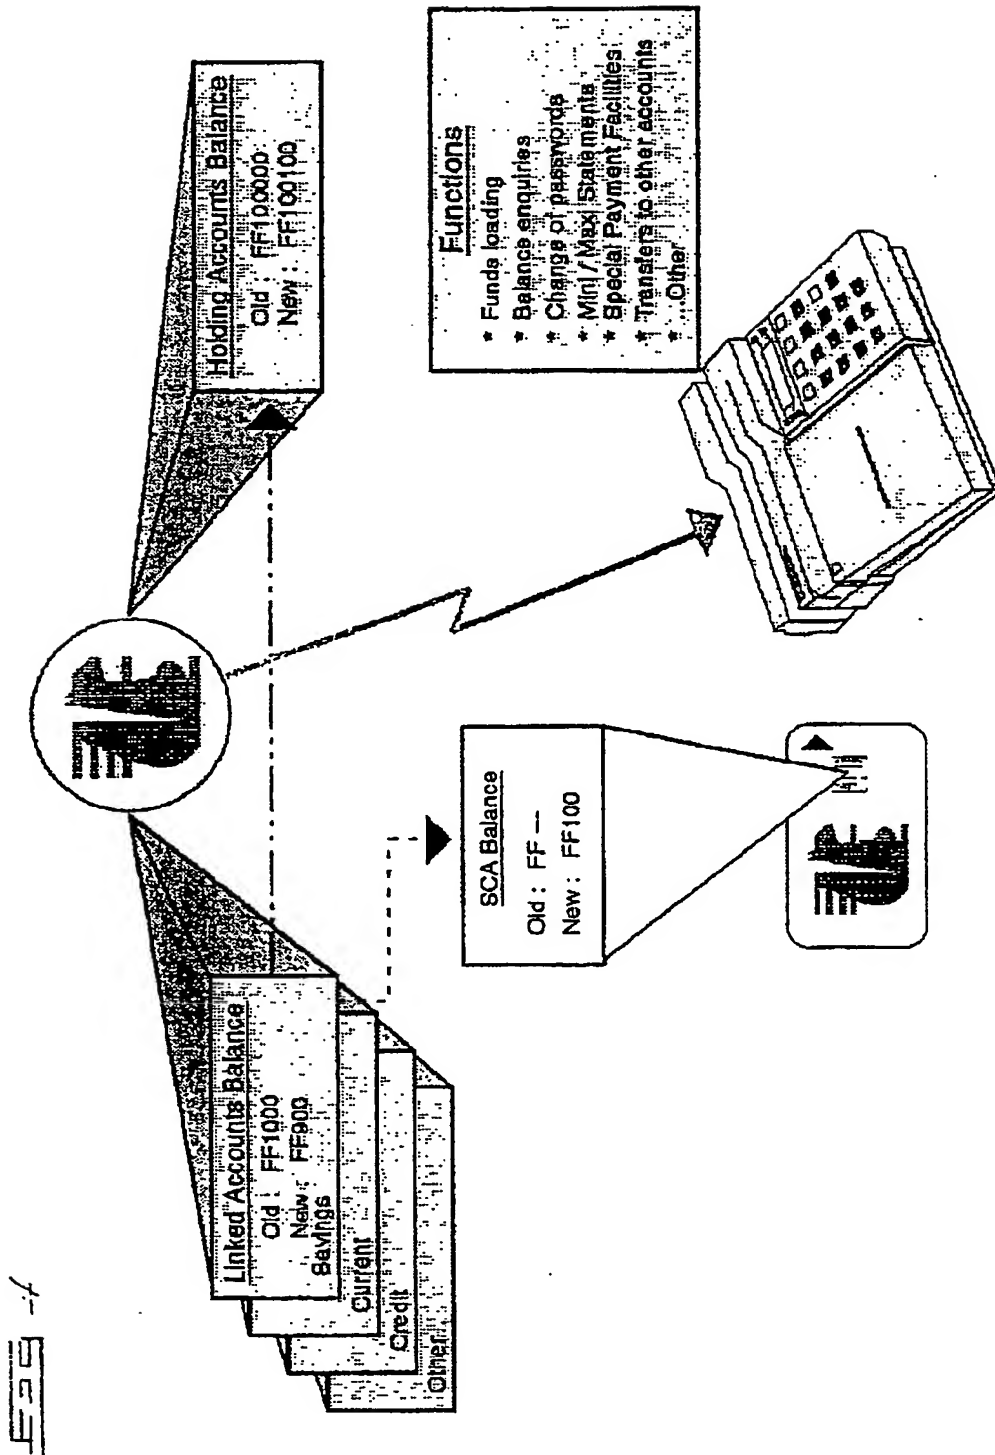 Linked Accounts Balance
Old : FF1000
New : FF900
Savings
Current
Credit
Other
Holding Accounts Balance
Old : FF100000
New : FF100100
SCA Balance
Old : FF ---
New : FF100
Functions
* Funds loading
* Balance enquiries
* Change of passwords
* Mini / Maxi Statements
* Special Payment Facilities
* Transfers to other accounts
* Other